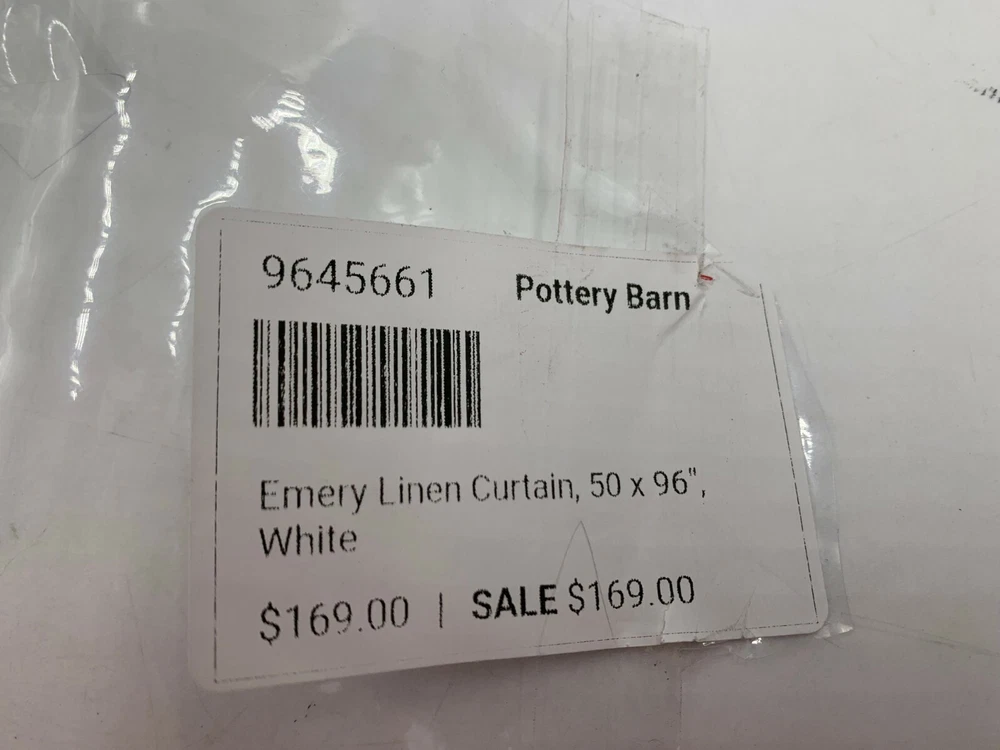 9645661 Pottery Barn
Emery Linen Curtain, 50 x 96",
White
$169.00 | SALE $169.00